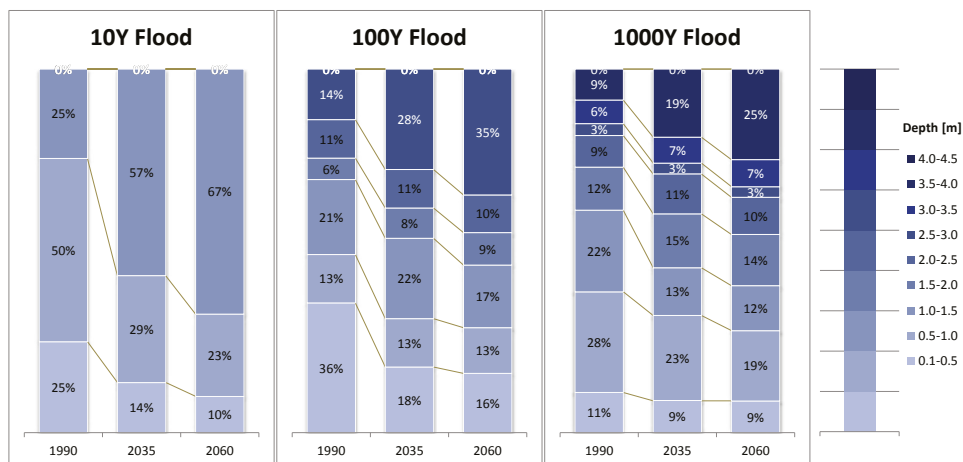 10Y Flood
0% 0% 0%
25% 57% 67%
50% 29% 23%
25% 14% 10%
1990 2035 2060
100Y Flood
0% 0% 0%
14% 28% 35%
11% 11% 10%
6% 8% 9%
21% 22% 17%
13% 13% 13%
36% 18% 16%
1990 2035 2060
1000Y Flood
0% 0% 0%
9% 19% 25%
6% 7% 7%
3% 3% 3%
9% 11% 10%
12% 15% 14%
22% 13% 12%
28% 23% 19%
11% 9% 9%
1990 2035 2060
Depth [m]
4.0-4.5
3.5-4.0
3.0-3.5
2.5-3.0
2.0-2.5
1.5-2.0
1.0-1.5
0.5-1.0
0.1-0.5